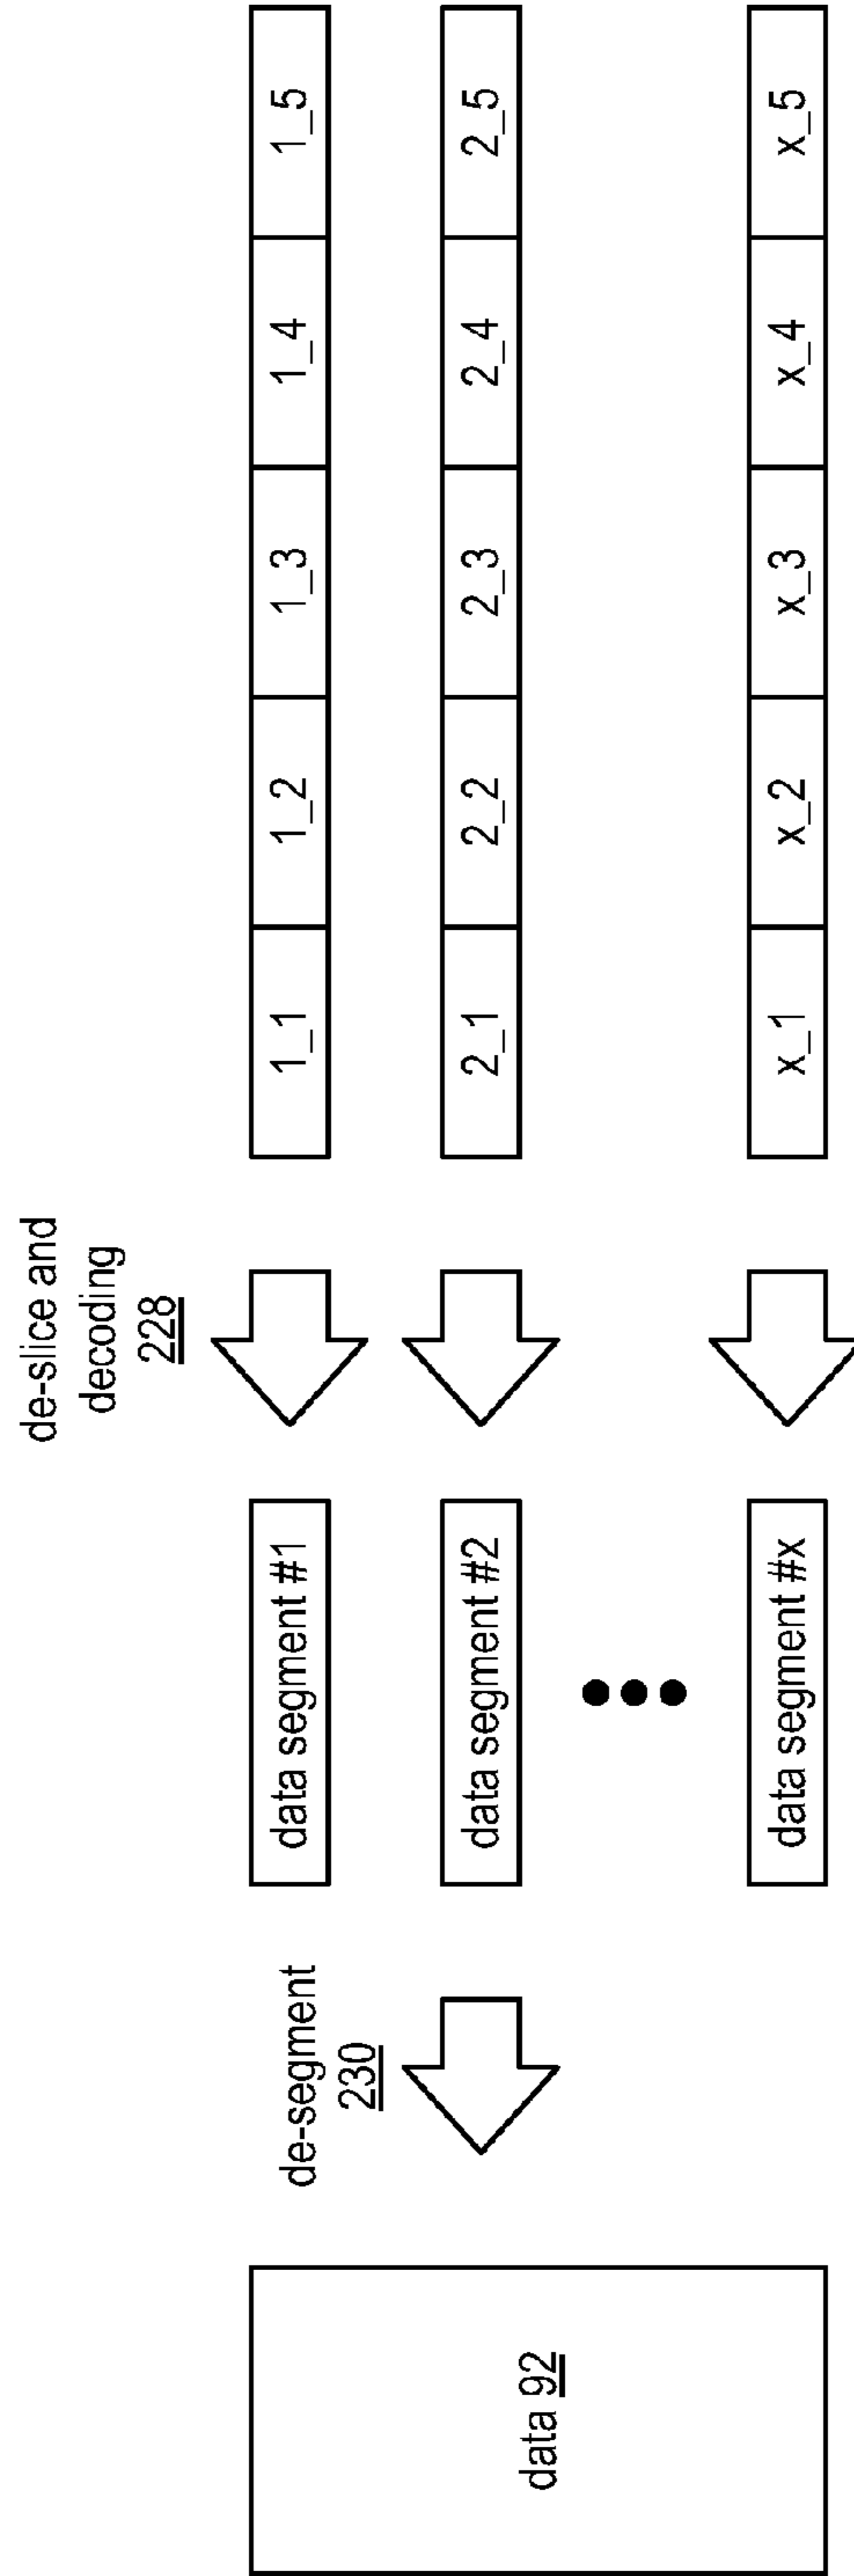 de-slice and
decoding
228
de-segment
230
data 92
data segment #1
1_1 1_2 1_3 1_4 1_5
data segment #2
2_1 2_2 2_3 2_4 2_5
data segment #x
x_1 x_2 x_3 x_4 x_5